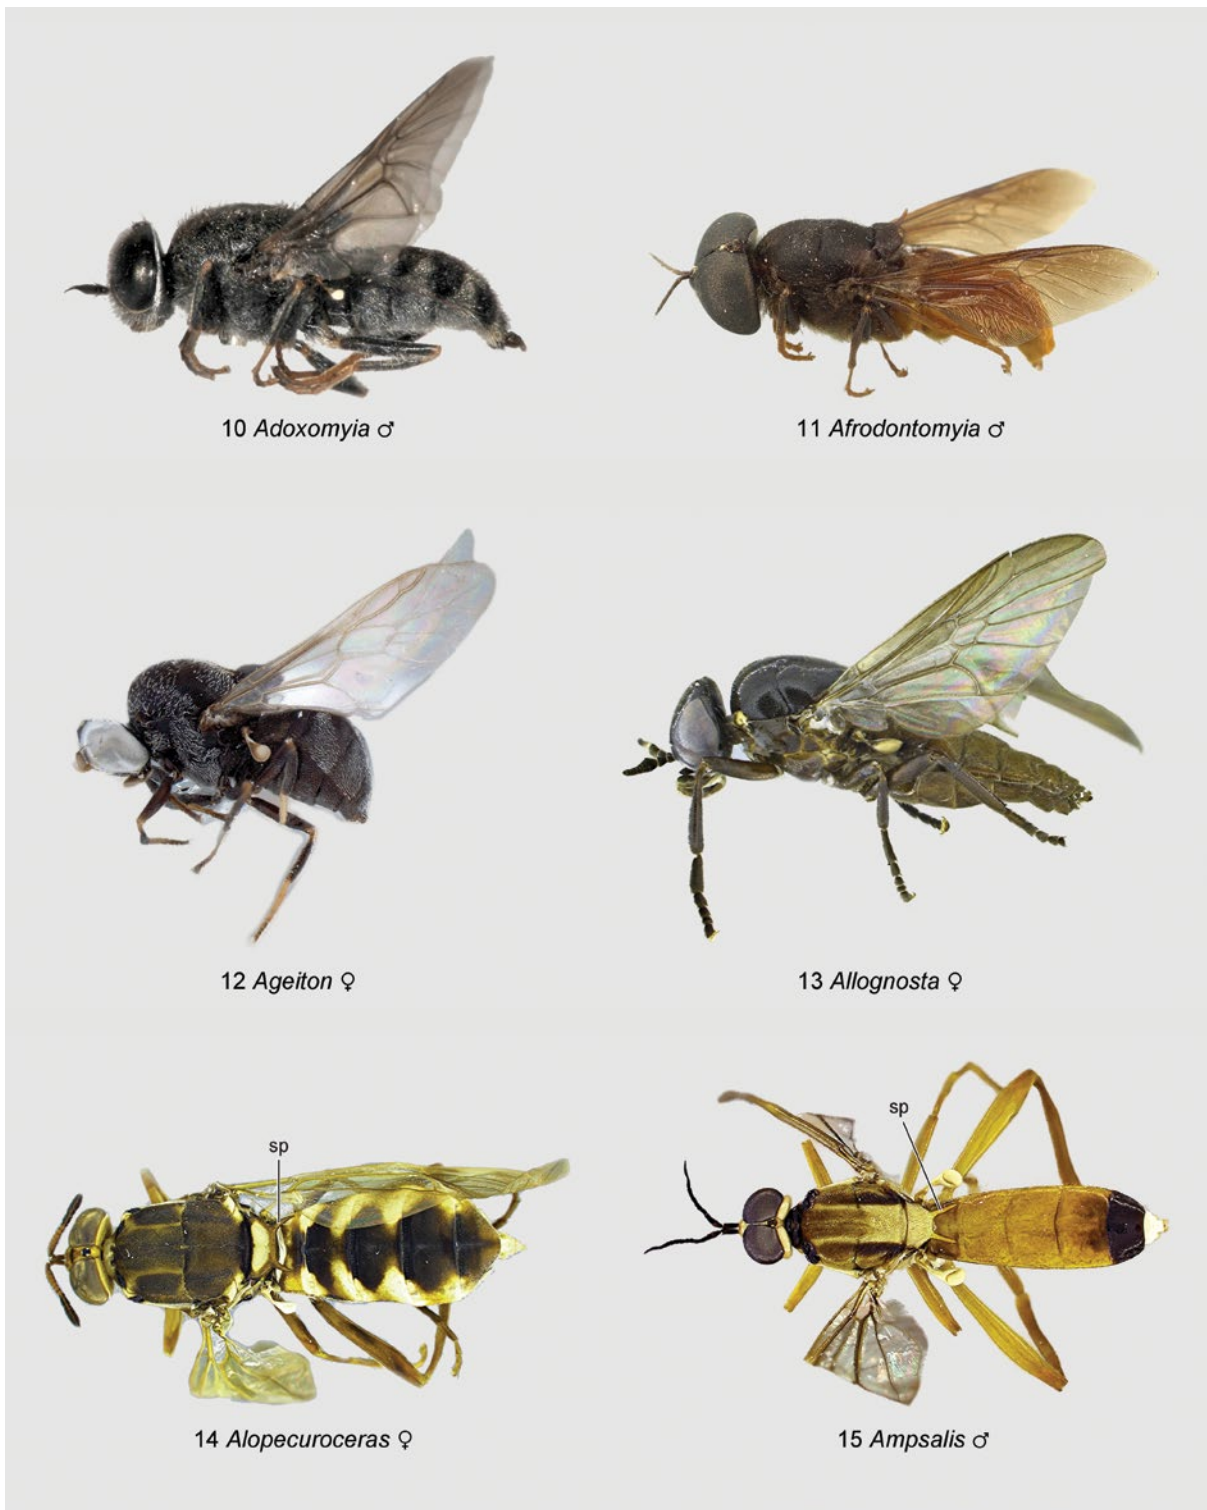 10 Adoxomyia ♂
11 Afrodontomyia ♂
12 Ageiton ♀
13 Allognosta ♀
sp
14 Alopecuroceras ♀
sp
15 Ampsalis ♂